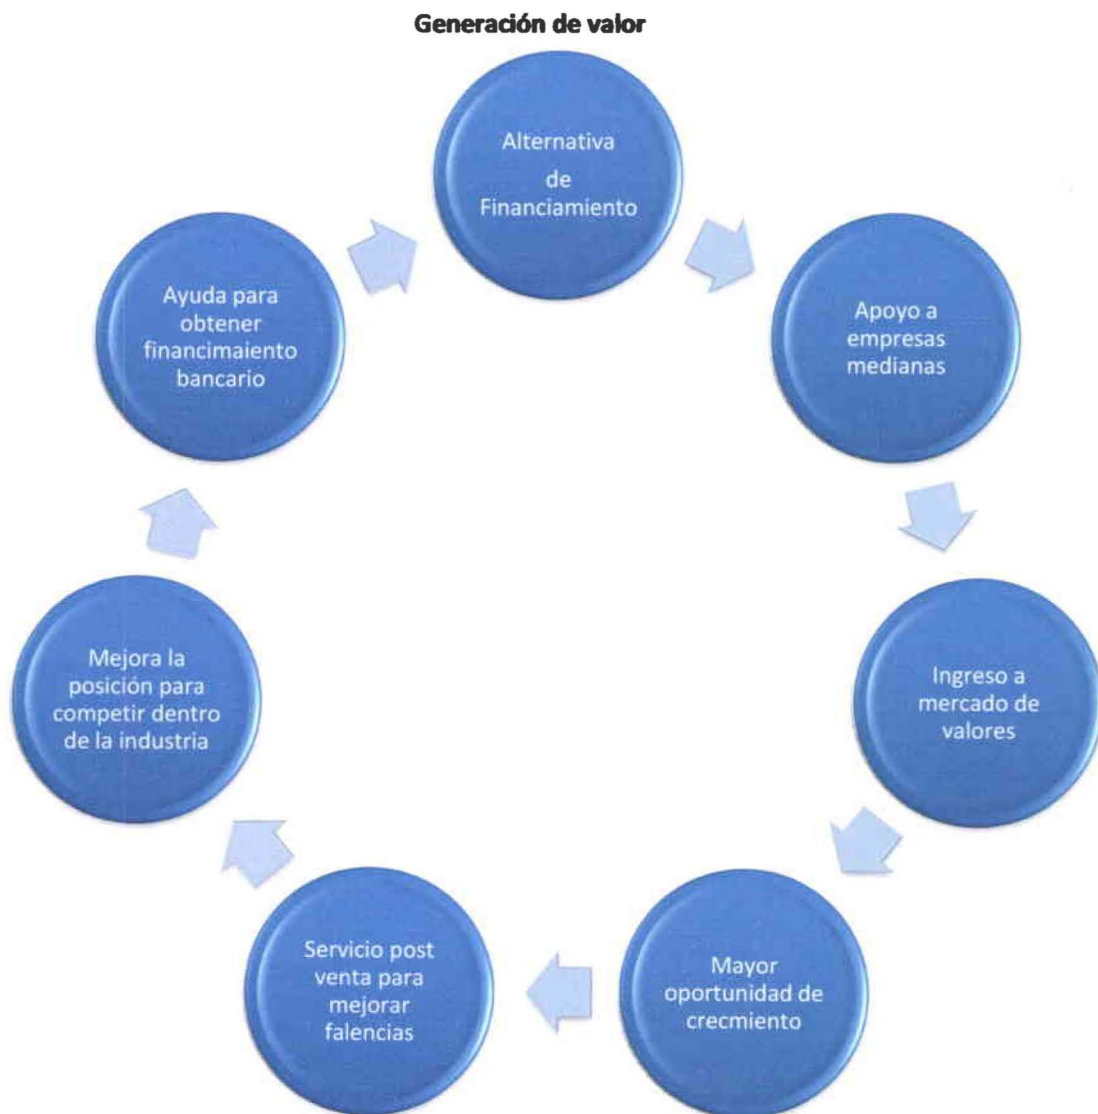 Generación de valor
Alternativa
de
Financiamiento
Apoyo a
empresas
medianas
Ingreso a
mercado de
valores
Mayor
oportunidad de
crecmiento
Servicio post
venta para
mejorar
falencias
Mejora la
posición para
competir dentro
de la industria
Ayuda para
obtener
financimaiento
bancario